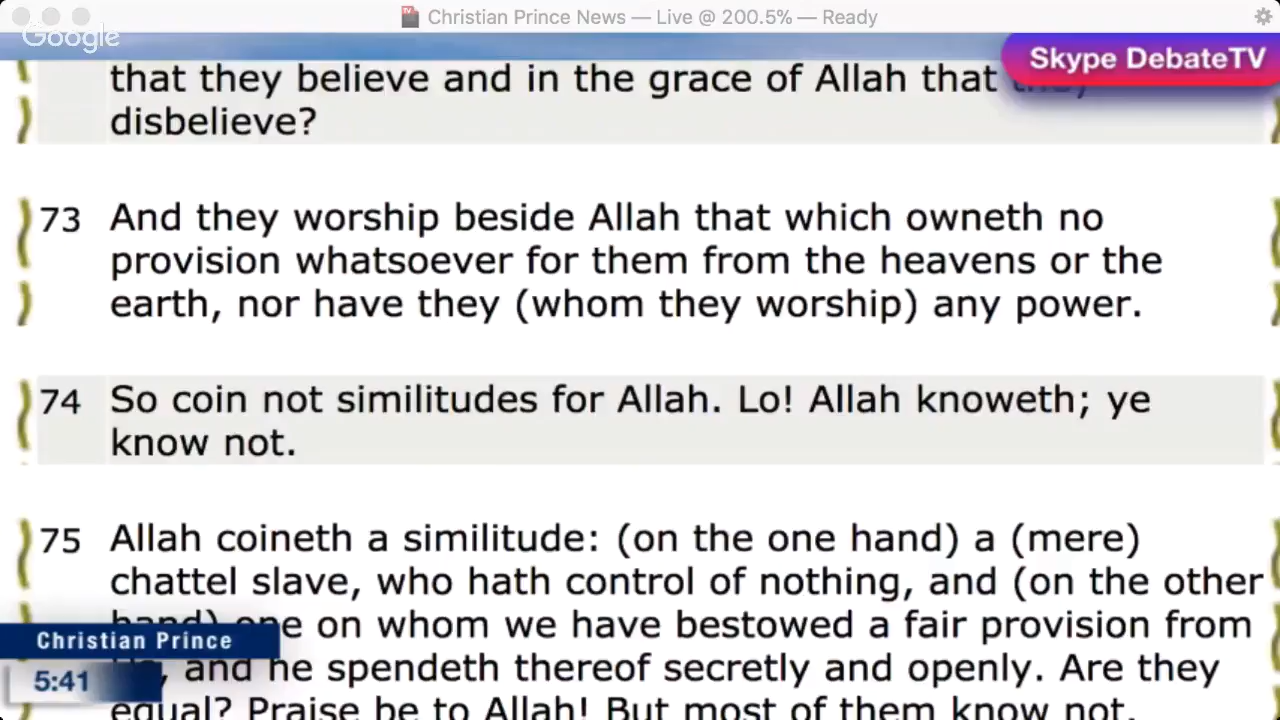 Christian Prince News — Live @ 200.5% — Ready
Google
Skype DebateTV
that they believe and in the grace of Allah that they
disbelieve?
73 And they worship beside Allah that which owneth no
provision whatsoever for them from the heavens or the
earth, nor have they (whom they worship) any power.
74 So coin not similitudes for Allah. Lo! Allah knoweth; ye
know not.
75 Allah coineth a similitude: (on the one hand) a (mere)
chattel slave, who hath control of nothing, and (on the other
hand) one on whom we have bestowed a fair provision from
and he spendeth thereof secretly and openly. Are they
equal? Praise be to Allah! But most of them know not.
Christian Prince
5:41